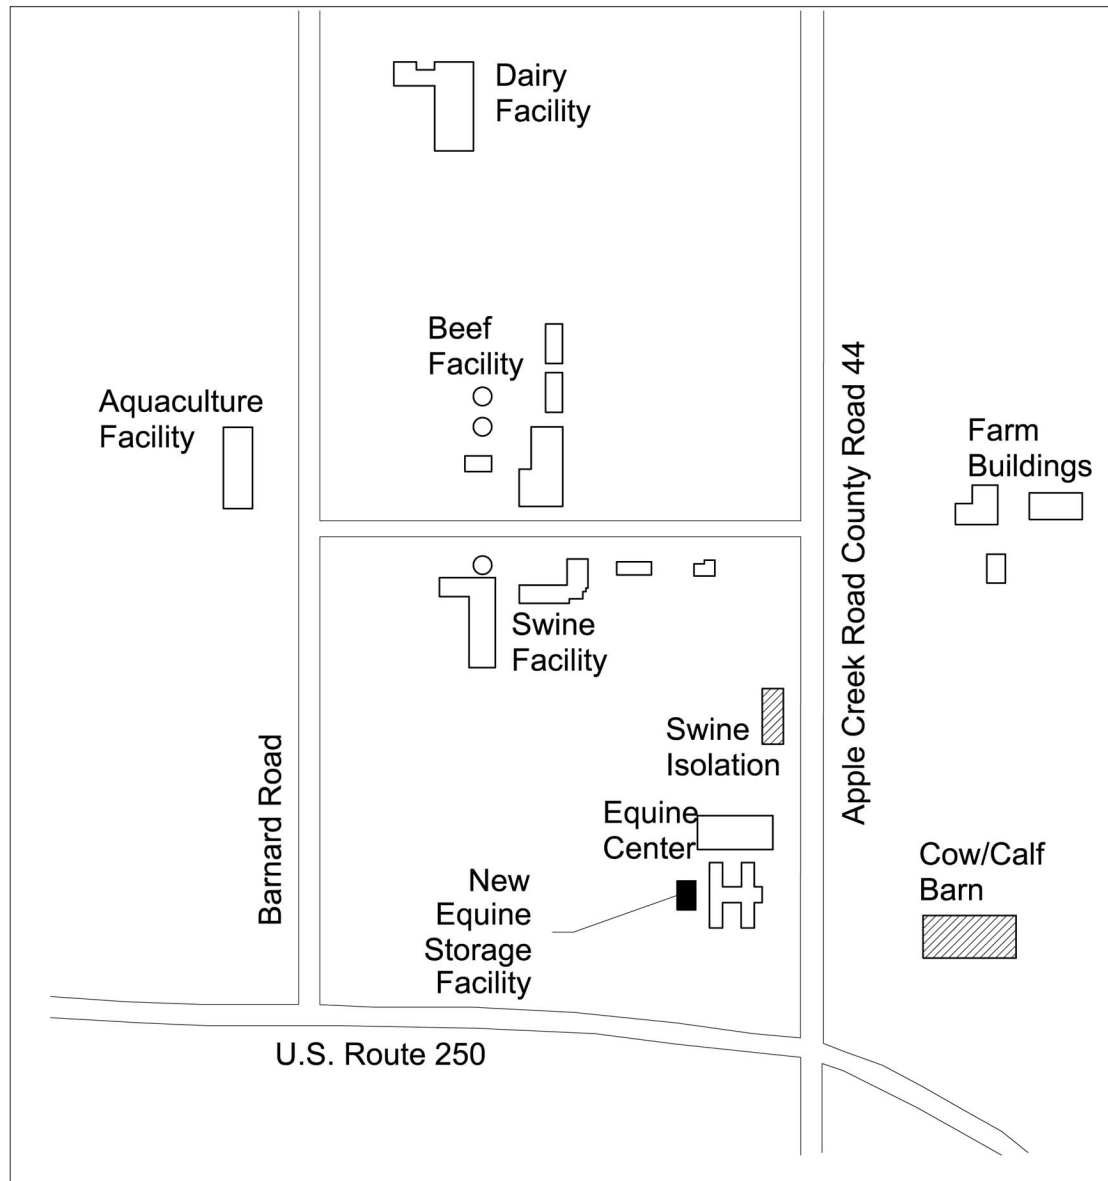 Dairy
Facility
Beef
Facility
Aquaculture
Facility
Apple Creek Road County Road 44
Farm
Buildings
Swine
Facility
Swine
Isolation
Barnard Road
Equine
Center
Cow/Calf
Barn
New
Equine
Storage
Facility
U.S. Route 250